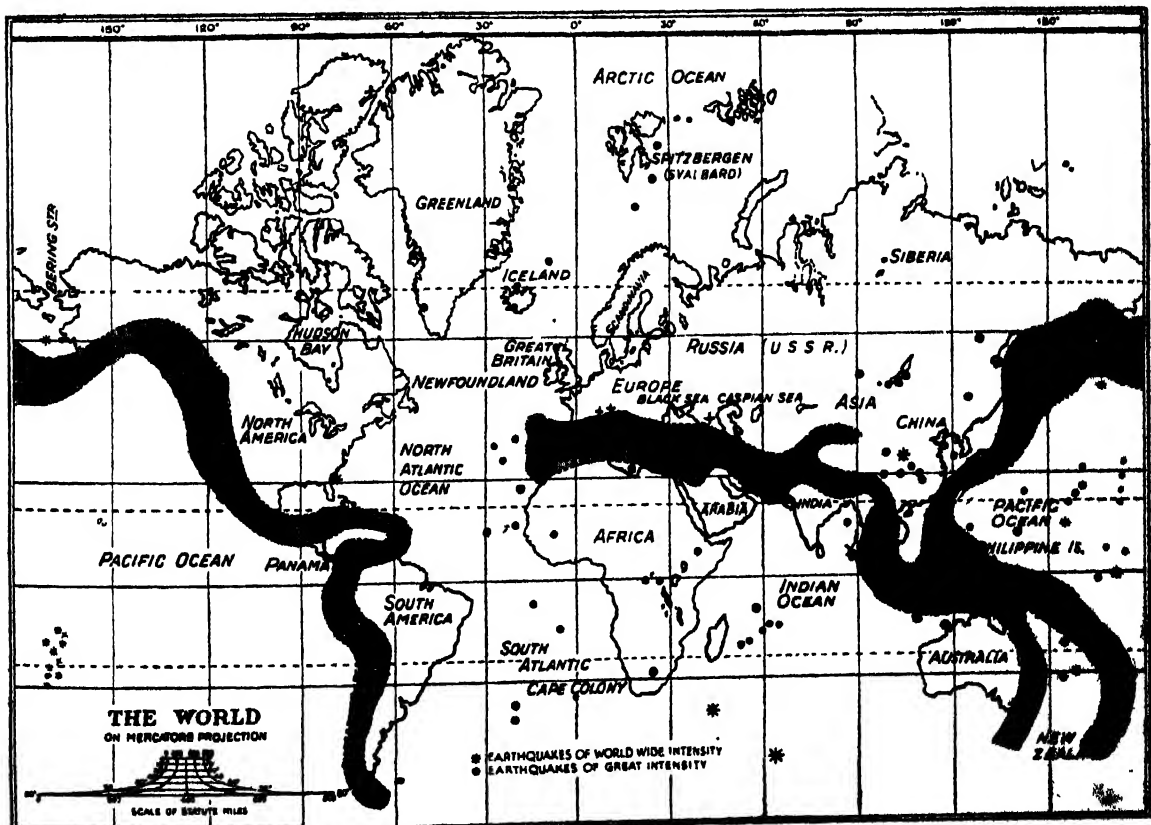 150° 120° 90° 60° 30° 0° 30° 60° 90° 120° 150°
ARCTIC OCEAN
SPITZBERGEN
(SVALBARD)
GREENLAND
BERING STR
ICELAND
SIBERIA
SCANDINAVIA
HUDSON
BAY
GREAT
BRITAIN
RUSSIA (U S S R.)
NEWFOUNDLAND
EUROPE
BLACK SEA CASPIAN SEA
ASIA
NORTH
AMERICA
CHINA
NORTH
ATLANTIC
OCEAN
ARABIA
INDIA
PACIFIC
OCEAN
AFRICA
PACIFIC OCEAN
PANAMA
HILIPPINE IS.
INDIAN
OCEAN
SOUTH
AMERICA
SOUTH
ATLANTIC
AUSTRALIA
CAPE COLONY
THE WORLD
ON MERCATORS PROJECTION
NEW
ZEAL
* EARTHQUAKES OF WORLD WIDE INTENSITY
• EARTHQUAKES OF GREAT INTENSITY
SCALE OF STATUTE MILES